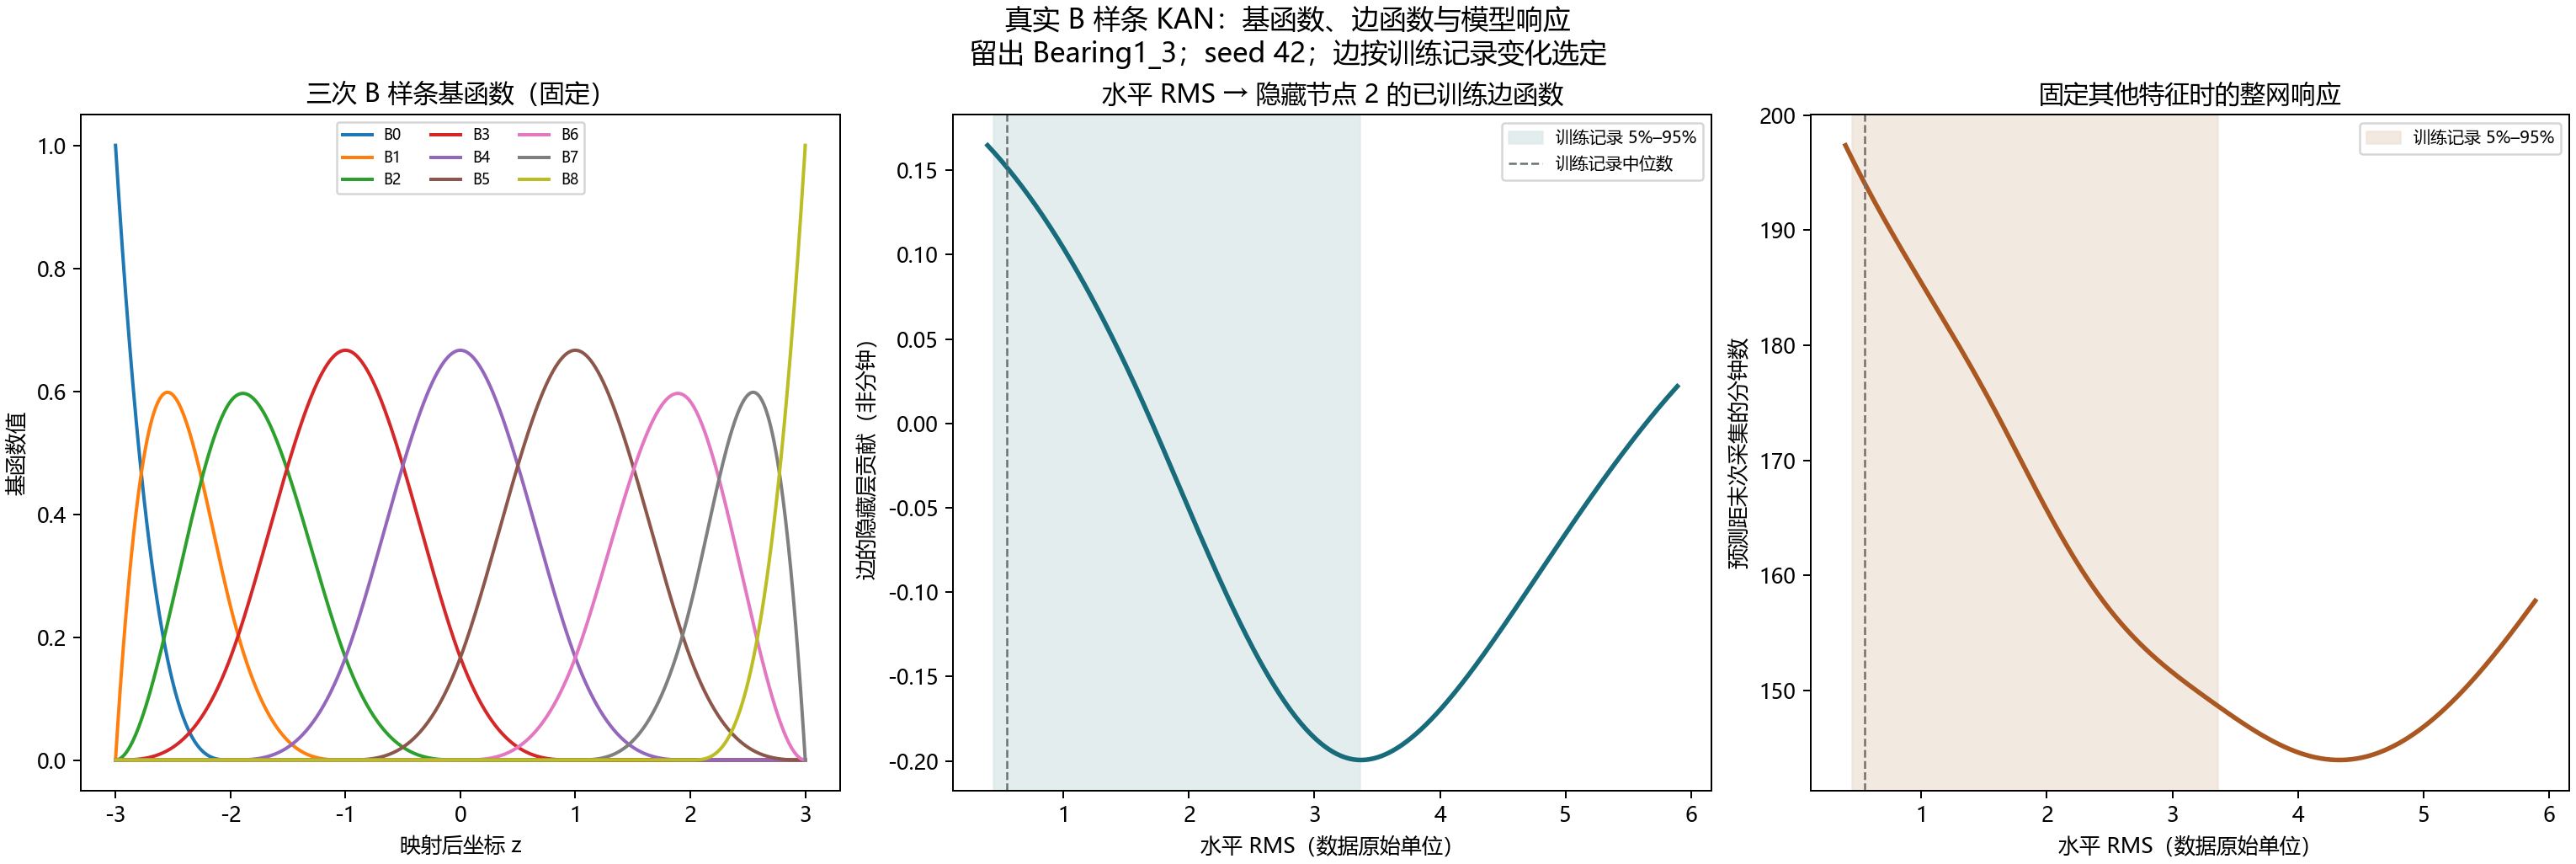 真实 B 样条 KAN：基函数、边函数与模型响应
留出 Bearing1_3；seed 42；边按训练记录变化选定
三次 B 样条基函数（固定）
B0 B3 B6
B1 B4 B7
B2 B5 B8
1.0
0.8
0.6
0.4
0.2
0.0
基函数值
-3 -2 -1 0 1 2 3
映射后坐标 z
水平 RMS → 隐藏节点 2 的已训练边函数
训练记录 5%–95%
训练记录中位数
0.15
0.10
0.05
0.00
-0.05
-0.10
-0.15
-0.20
边的隐藏层贡献（非分钟）
1 2 3 4 5 6
水平 RMS（数据原始单位）
固定其他特征时的整网响应
训练记录 5%–95%
200
190
180
170
160
150
预测距末次采集的分钟数
1 2 3 4 5 6
水平 RMS（数据原始单位）